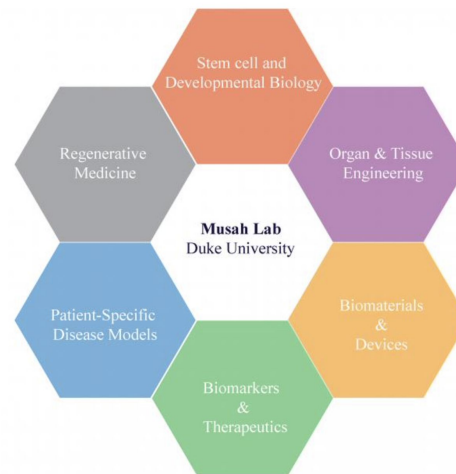 Stem cell and
Developmental Biology
Regenerative
Medicine
Organ & Tissue
Engineering
Musah Lab
Duke University
Patient-Specific
Disease Models
Biomaterials
&
Devices
Biomarkers
&
Therapeutics